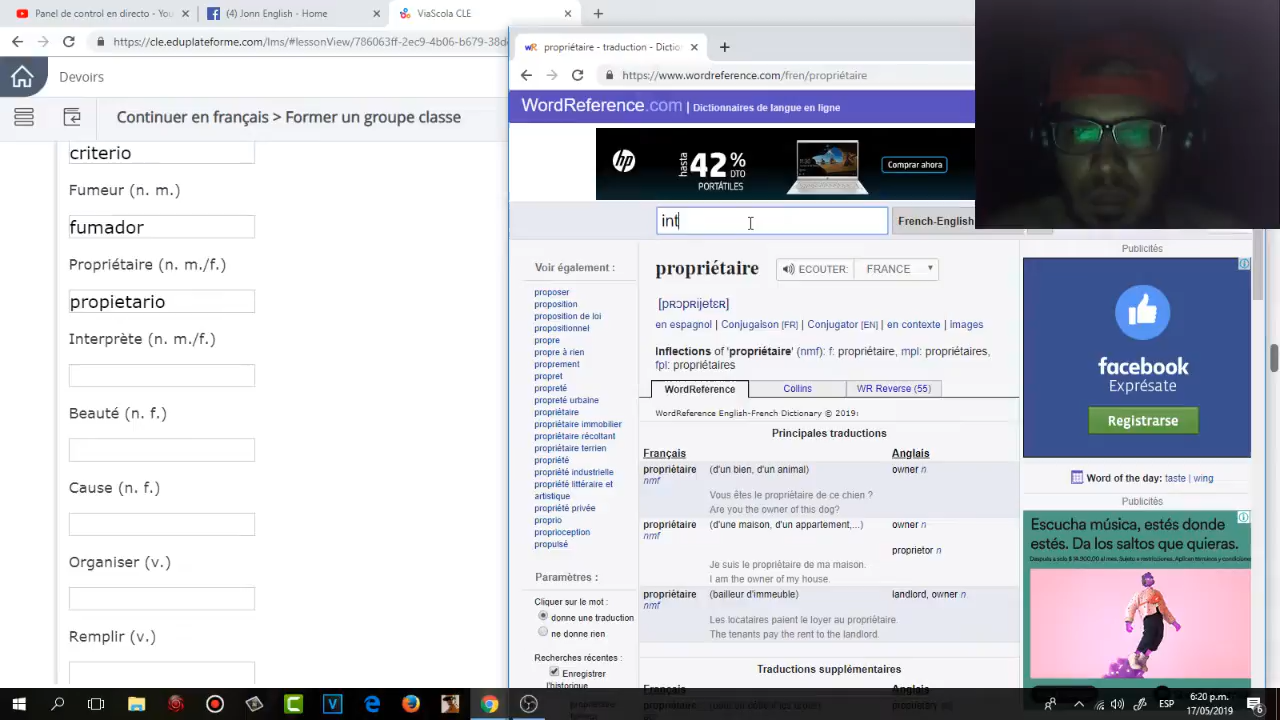 Panel de control en directo - You
(4) Jonn English - Home
ViaScola CLE
https://cle.eduplateforme.com/lms/#lessonView/786063ff-2ec9-4b06-b679-38d
Devoirs
Continuer en français > Former un groupe classe
criterio
Fumeur (n. m.)
fumador
Propriétaire (n. m./f.)
propietario
Interprète (n. m./f.)
Beauté (n. f.)
Cause (n. f.)
Organiser (v.)
Remplir (v.)
propriétaire - traduction - Dictio
https://www.wordreference.com/fren/propriétaire
WordReference.com | Dictionnaires de langue en ligne
hp
hasta
42%
DTO
PORTÁTILES
Comprar ahora
int
French-English
Voir également :
proposer
proposition
proposition de loi
propositionnel
propre
propre à rien
proprement
propret
propreté
propreté urbaine
propriétaire
propriétaire immobilier
propriétaire récoltant
propriétaire terrien
propriété
propriété industrielle
propriété littéraire et
artistique
propriété privée
proprio
proprioception
propulsé
Paramètres :
Cliquer sur le mot :
donne une traduction
ne donne rien
Recherches récentes :
Enregistrer
l'historique
propriétaire
propriétaire
ECOUTER:
FRANCE
[pʀɔpʀijetɛʀ]
en espagnol | Conjugaison [FR] | Conjugator [EN] | en contexte | images
Inflections of 'propriétaire' (nmf): f: propriétaire, mpl: propriétaires,
fpl: propriétaires
WordReference
Collins
WR Reverse (55)
WordReference English-French Dictionary © 2019:
Principales traductions
Français
Anglais
propriétaire (d'un bien, d'un animal) owner n
nmf
Vous êtes le propriétaire de ce chien ?
Are you the owner of this dog?
propriétaire (d'une maison, d'un appartement,...) owner n
nmf
proprietor n
Je suis le propriétaire de ma maison.
I am the owner of my house.
propriétaire (bailleur d'immeuble) landlord, owner n
nmf
Les locataires paient le loyer au propriétaire.
The tenants pay the rent to the landlord.
Traductions supplémentaires
Français
Anglais
Publicités
facebook
Exprésate
Registrarse
Word of the day: taste | wing
Publicités
Escucha música, estés donde
estés. Da los saltos que quieras.
ESP
6:20 p.m.
17/05/2019
6